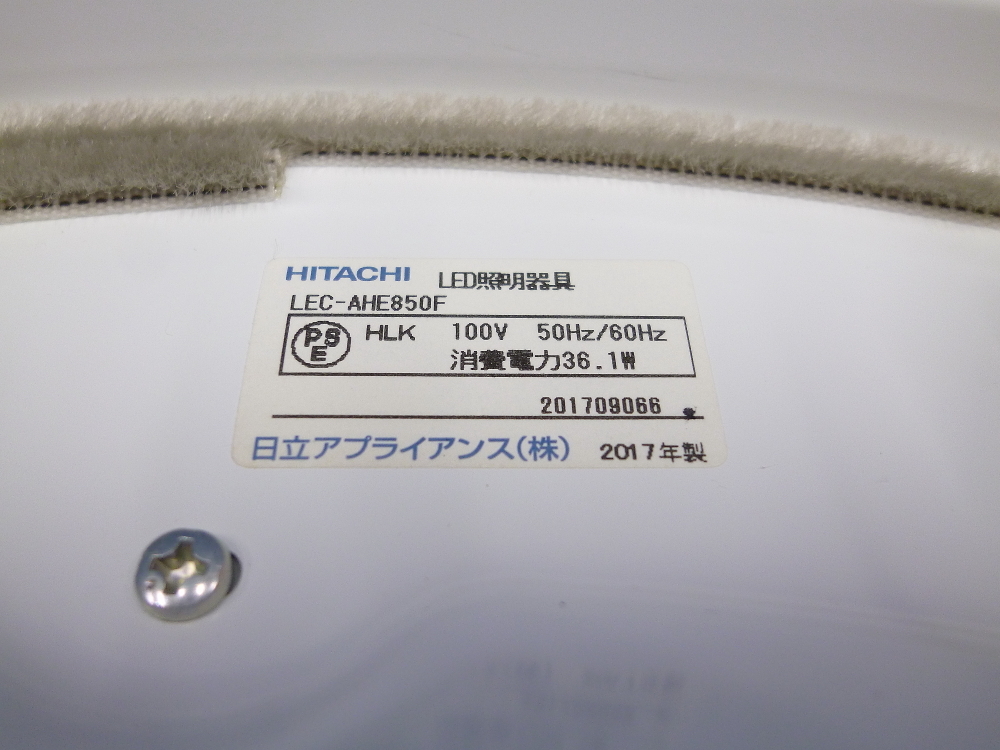 HITACHI LED照明器具
LEC-AHE850F
PSE HLK 100V 50Hz/60Hz
消費電力36.1W
201709066
日立アプライアンス(株) 2017年製